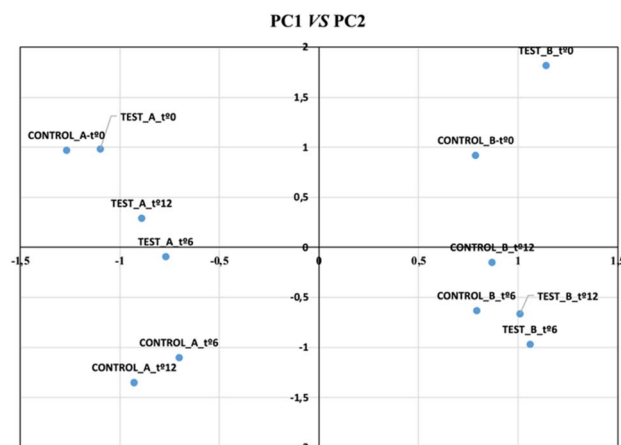 PC1 VS PC2
2
TEST_B_tº0
1,5
TEST_A_tº0
CONTROL_A-tº0
1
CONTROL_B-tº0
0,5
TEST_A_tº12
TEST_A_tº6
0
CONTROL_B_tº12
-1,5 -1 -0,5 0 0,5 1 1,5
CONTROL_B_tº6 TEST_B_tº12
-0,5
TEST_B_tº6
CONTROL_A_tº6
-1
CONTROL_A_tº12
-1,5